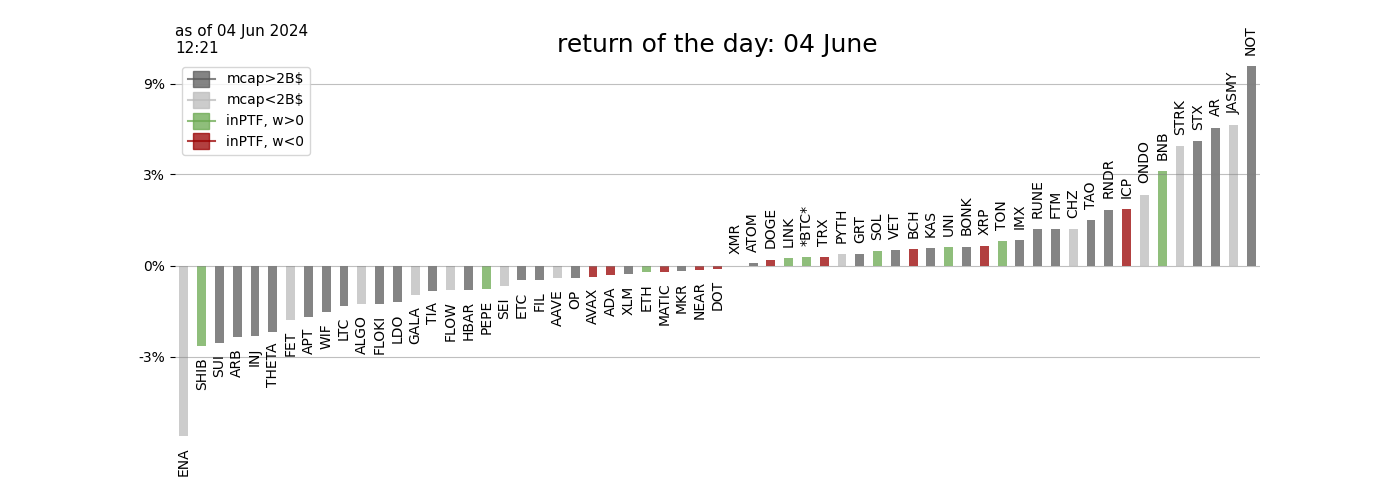 as of 04 Jun 2024
12:21
return of the day: 04 June
mcap>2B$
mcap<2B$
inPTF, w>0
inPTF, w<0
9%
3%
0%
-3%
ENA
SHIB
SUI
ARB
INJ
THETA
FET
APT
WIF
LTC
ALGO
FLOKI
LDO
GALA
TIA
FLOW
HBAR
PEPE
SEI
ETC
FIL
AAVE
OP
AVAX
ADA
XLM
ETH
MATIC
MKR
NEAR
DOT
XMR
ATOM
DOGE
LINK
*BTC*
TRX
PYTH
GRT
SOL
VET
BCH
KAS
UNI
BONK
XRP
TON
IMX
RUNE
FTM
CHZ
TAO
RNDR
ICP
ONDO
BNB
STRK
STX
AR
JASMY
NOT